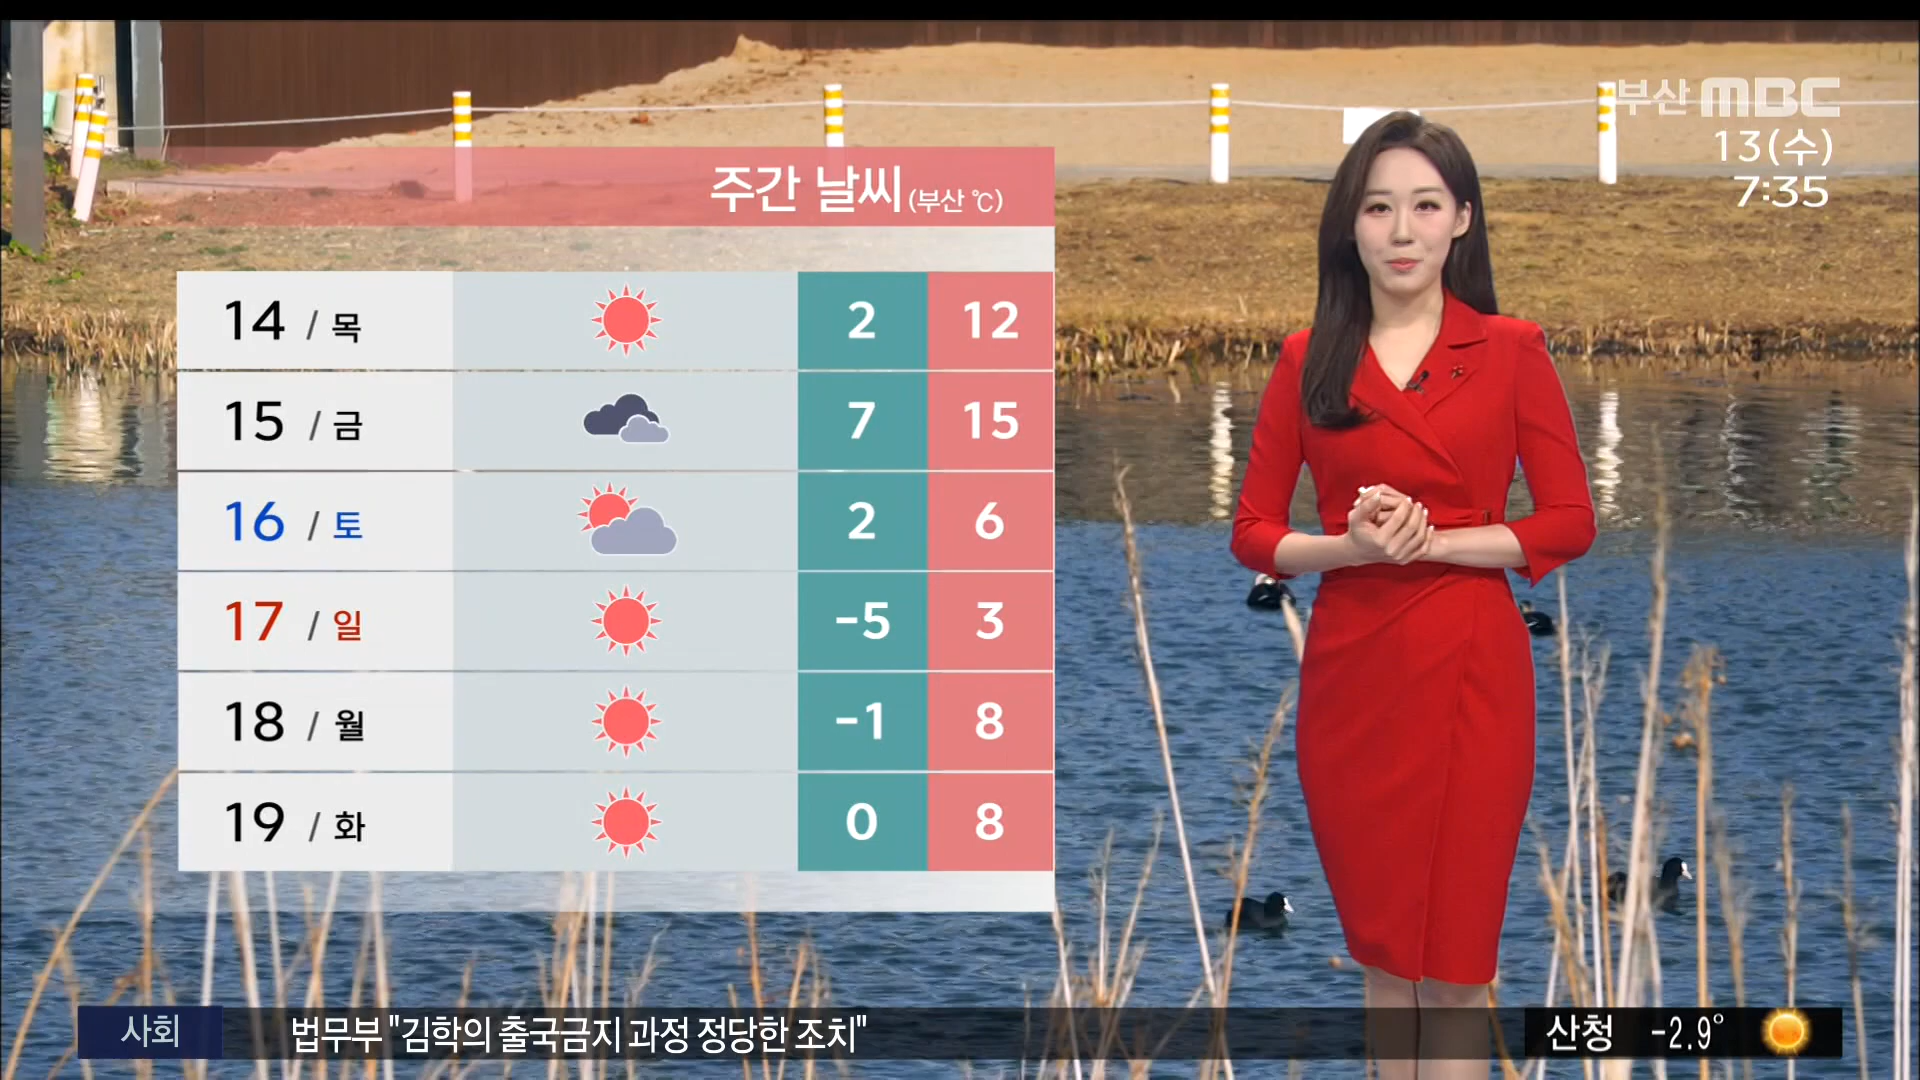 부산 MBC
13(수)
7:35
주간 날씨(부산 ℃)
14 / 목 2 12
15 / 금 7 15
16 / 토 2 6
17 / 일 -5 3
18 / 월 -1 8
19 / 화 0 8
사회 법무부 "김학의 출국금지 과정 정당한 조치"
산청 -2.9°